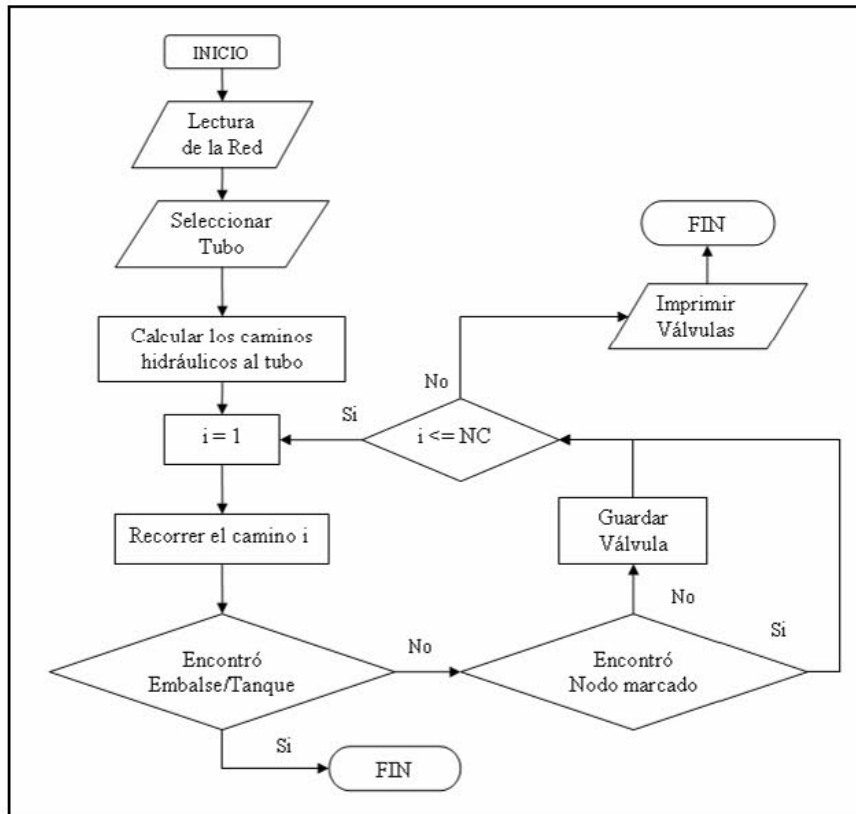 INICIO
Lectura
de la Red
Seleccionar
Tubo
Calcular los caminos
hidráulicos al tubo
i = 1
Recorrer el camino i
Encontró
Embalse/Tanque
Si
FIN
No
Encontró
Nodo marcado
No
Si
Guardar
Válvula
i <= NC
Si
No
Imprimir
Válvulas
FIN